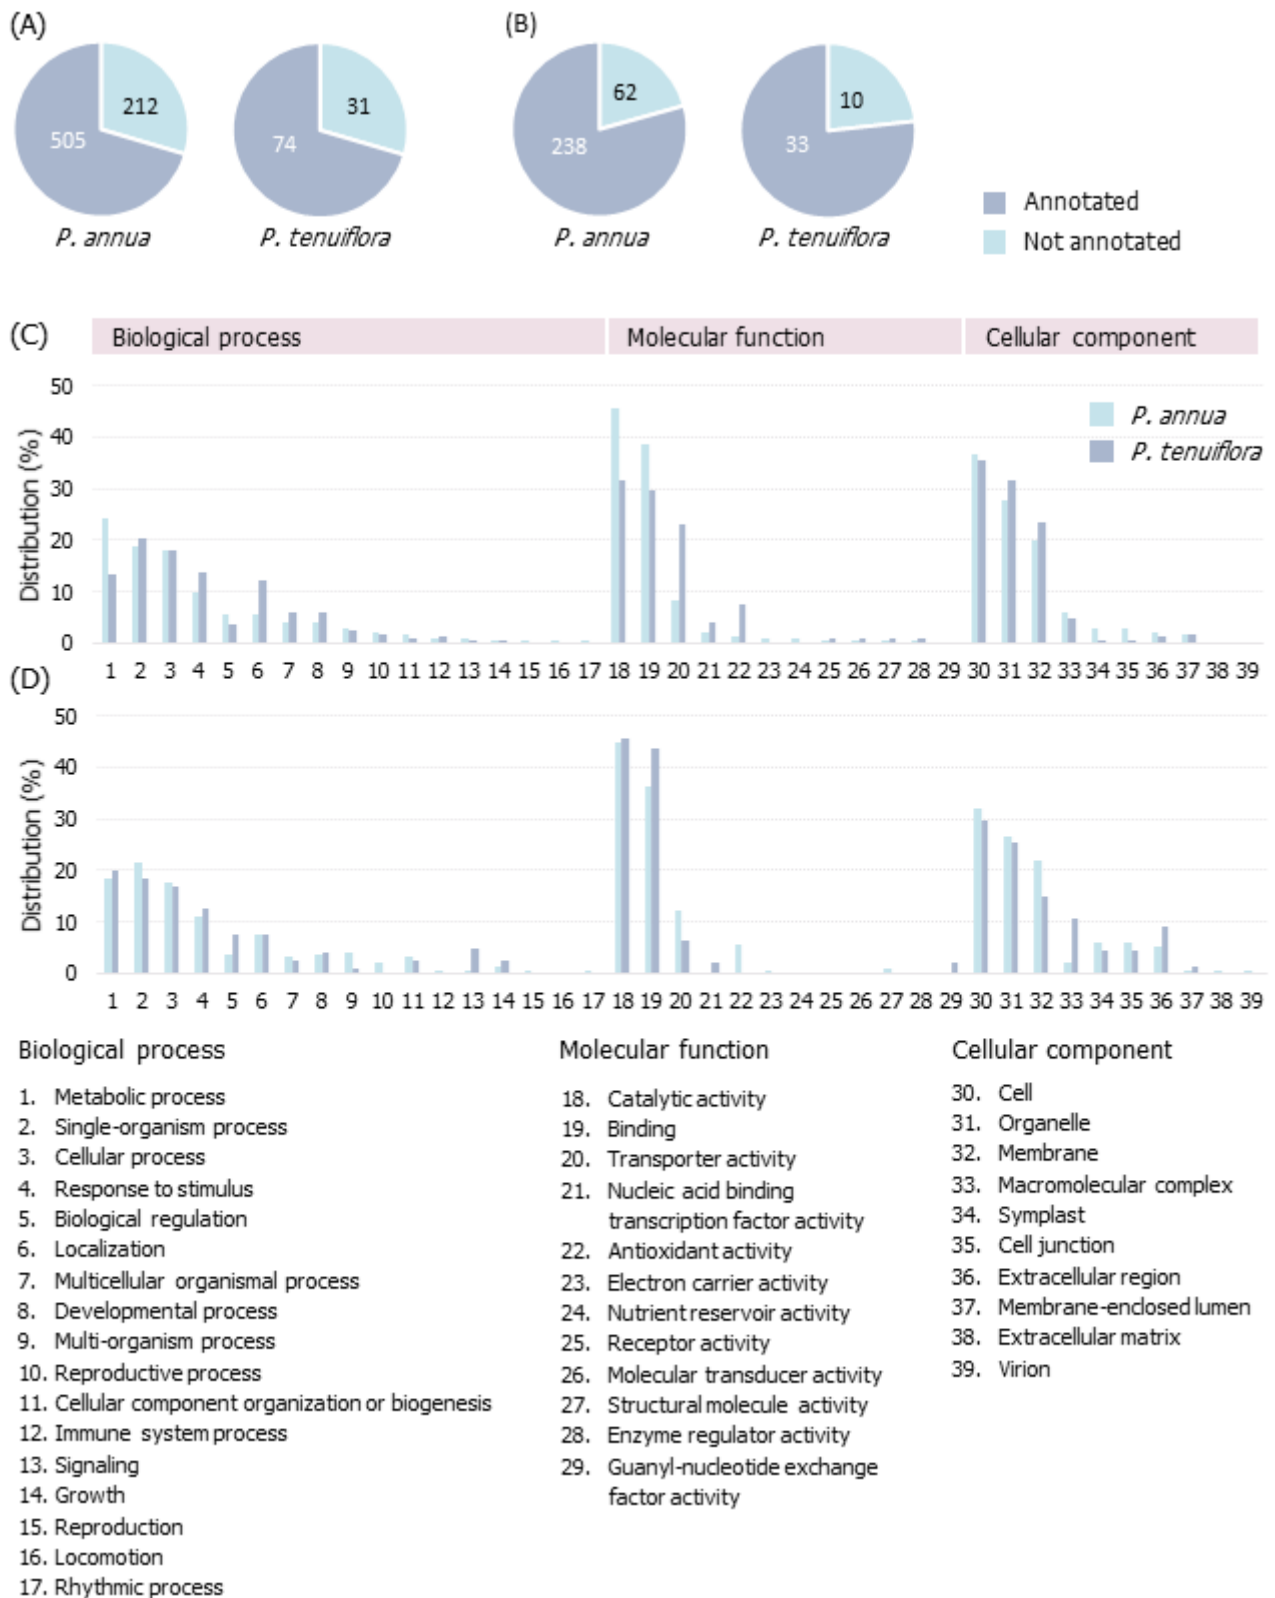 (A)
(B)
212
505
31
74
62
238
10
33
P. annua
P. tenuiflora
P. annua
P. tenuiflora
Annotated
Not annotated
(C)
Biological process
Molecular function
Cellular component
Distribution (%)
50
40
30
20
10
0
P. annua
P. tenuiflora
1 2 3 4 5 6 7 8 9 10 11 12 13 14 15 16 17 18 19 20 21 22 23 24 25 26 27 28 29 30 31 32 33 34 35 36 37 38 39
(D)
Distribution (%)
50
40
30
20
10
0
1 2 3 4 5 6 7 8 9 10 11 12 13 14 15 16 17 18 19 20 21 22 23 24 25 26 27 28 29 30 31 32 33 34 35 36 37 38 39
Biological process
1. Metabolic process
2. Single-organism process
3. Cellular process
4. Response to stimulus
5. Biological regulation
6. Localization
7. Multicellular organismal process
8. Developmental process
9. Multi-organism process
10. Reproductive process
11. Cellular component organization or biogenesis
12. Immune system process
13. Signaling
14. Growth
15. Reproduction
16. Locomotion
17. Rhythmic process
Molecular function
18. Catalytic activity
19. Binding
20. Transporter activity
21. Nucleic acid binding
transcription factor activity
22. Antioxidant activity
23. Electron carrier activity
24. Nutrient reservoir activity
25. Receptor activity
26. Molecular transducer activity
27. Structural molecule activity
28. Enzyme regulator activity
29. Guanyl-nucleotide exchange
factor activity
Cellular component
30. Cell
31. Organelle
32. Membrane
33. Macromolecular complex
34. Symplast
35. Cell junction
36. Extracellular region
37. Membrane-enclosed lumen
38. Extracellular matrix
39. Virion